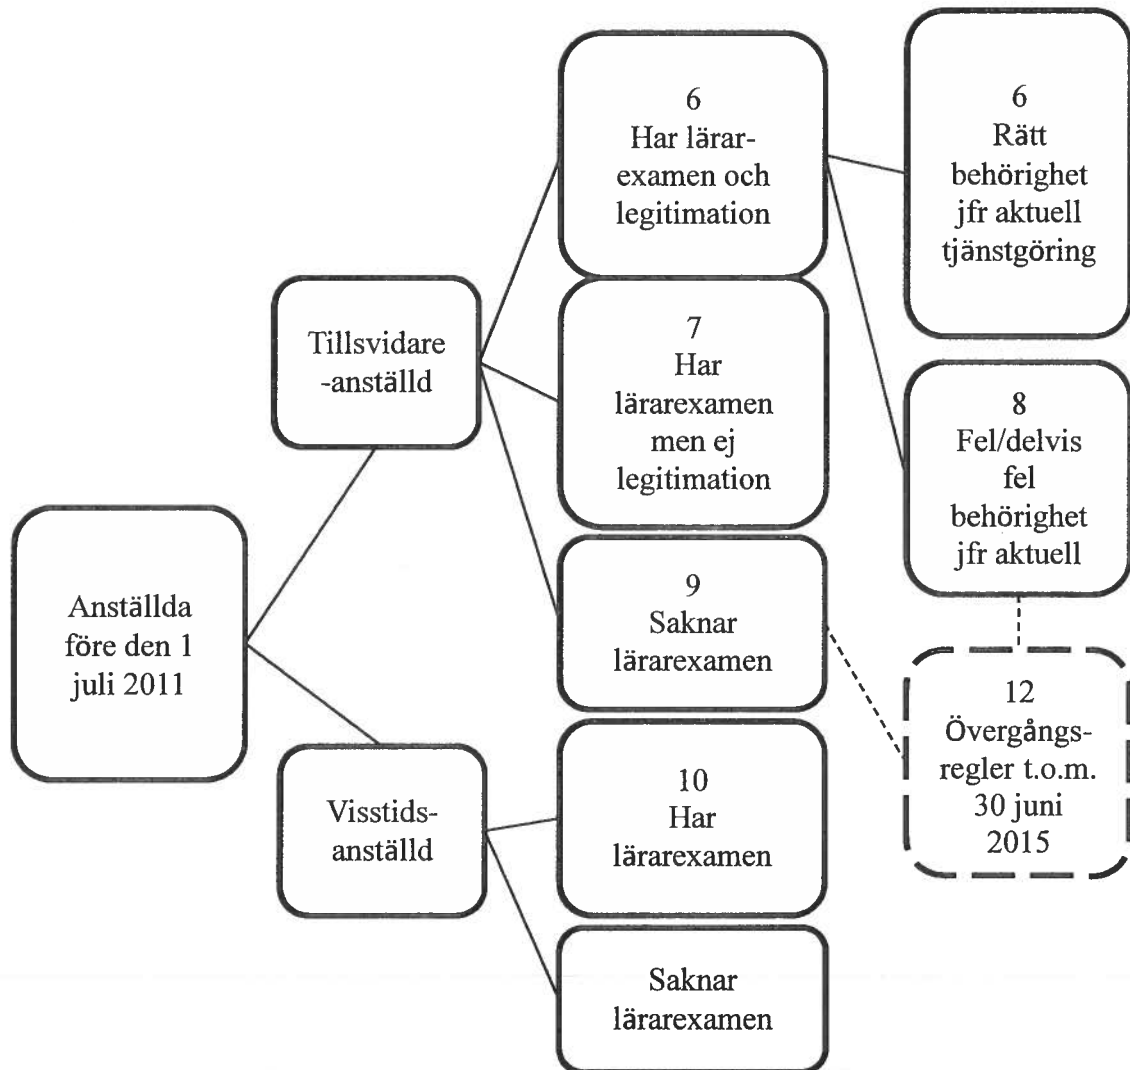 Anställda
före den 1
juli 2011
Tillsvidare
-anställd
Visstids-
anställd
6
Har lärar-
examen och
legitimation
7
Har
lärarexamen
men ej
legitimation
9
Saknar
lärarexamen
10
Har
lärarexamen
Saknar
lärarexamen
6
Rätt
behörighet
jfr aktuell
tjänstgöring
8
Fel/delvis
fel
behörighet
jfr aktuell
12
Övergångs-
regler t.o.m.
30 juni
2015